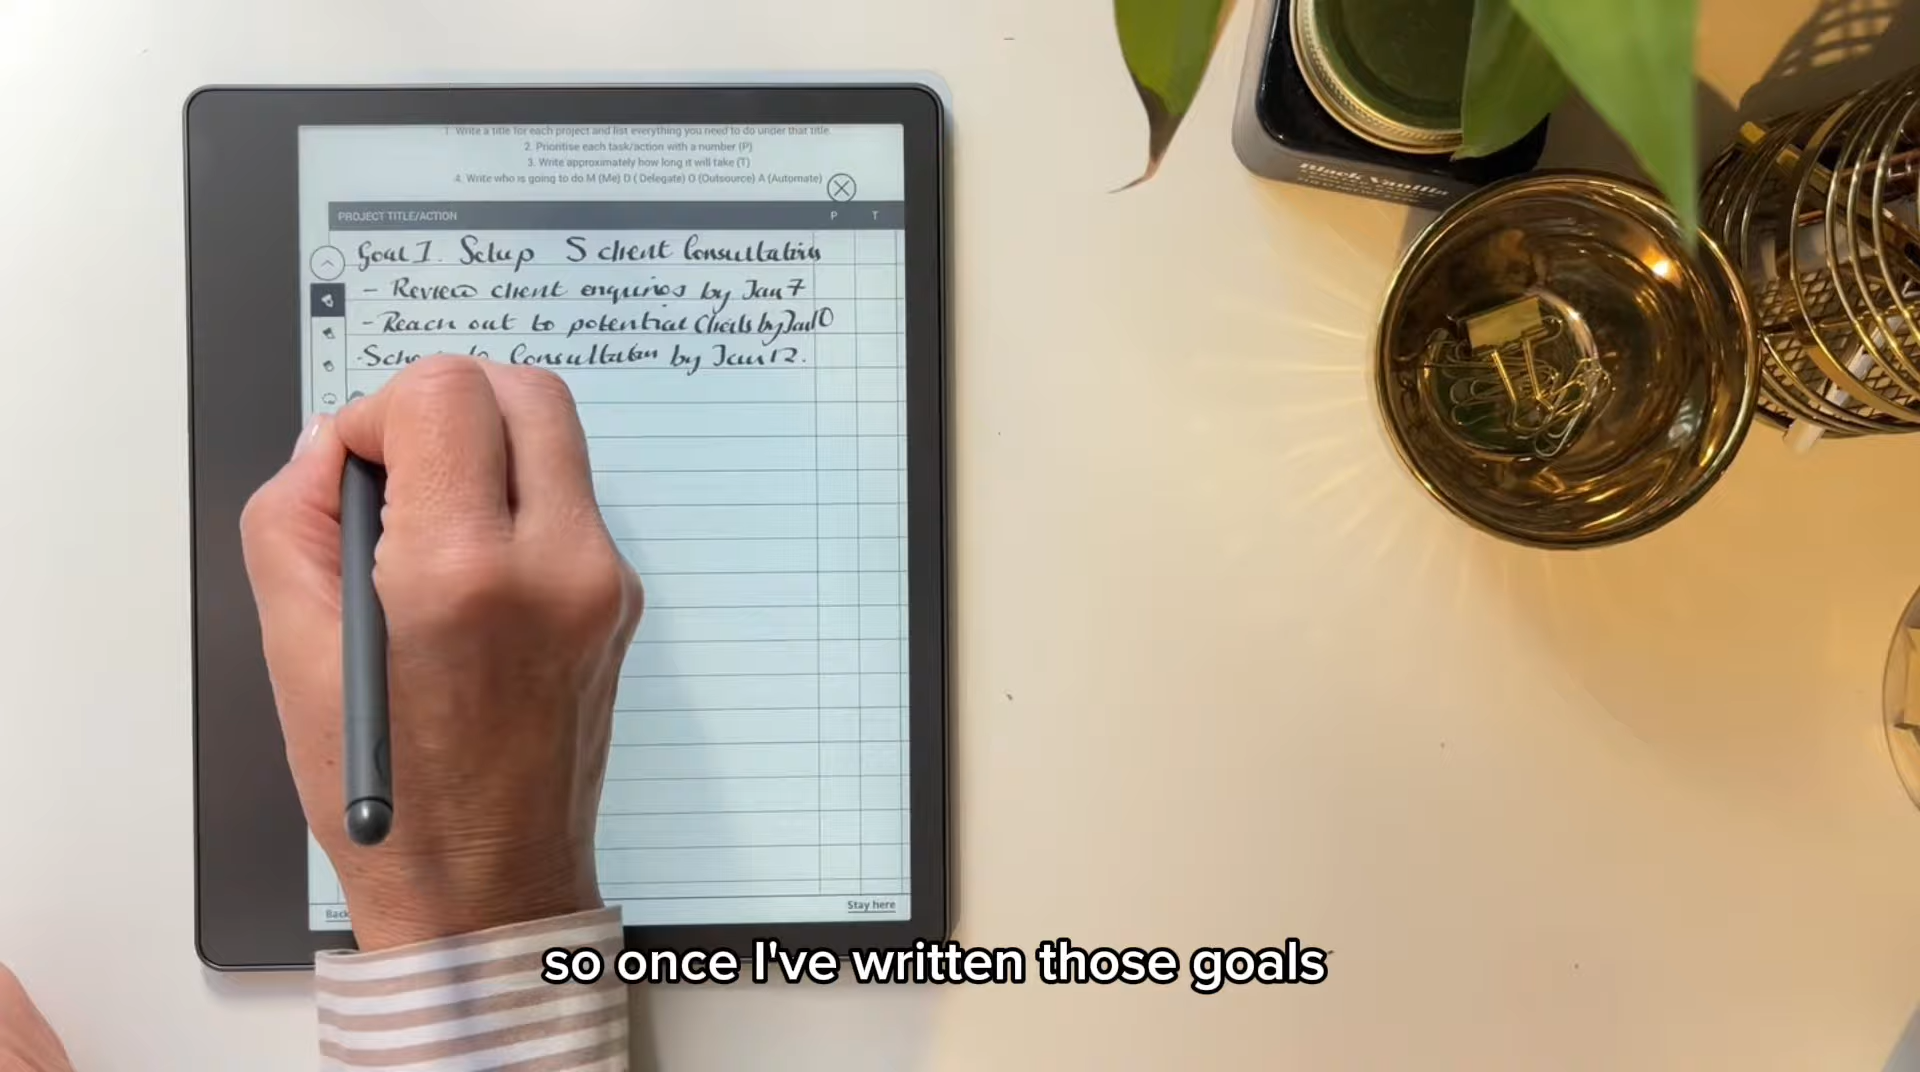 1. Write a title for each project and list everything you need to do under that title.
2. Prioritise each task/action with a number (P)
3. Write approximately how long it will take (T)
4. Write who is going to do M (Me) D ( Delegate) O (Outsource) A (Automate)
PROJECT TITLE/ACTION P T
Goal 1. Setup 5 client Consultations
- Review client enquiries by Jan 7
- Reach out to potential Clients by Jan 10
- Consultation by Jan 12.
Back
Stay here
Black Vanilla
so once I've written those goals